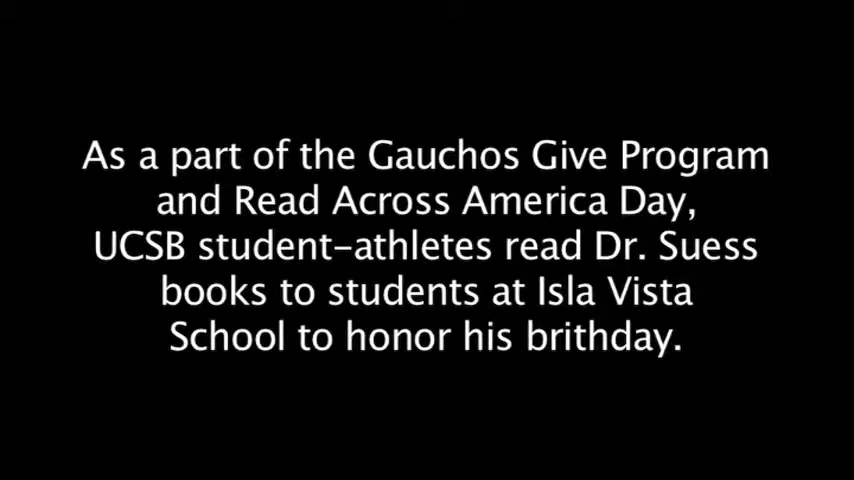 As a part of the Gauchos Give Program
and Read Across America Day,
UCSB student-athletes read Dr. Suess
books to students at Isla Vista
School to honor his brithday.